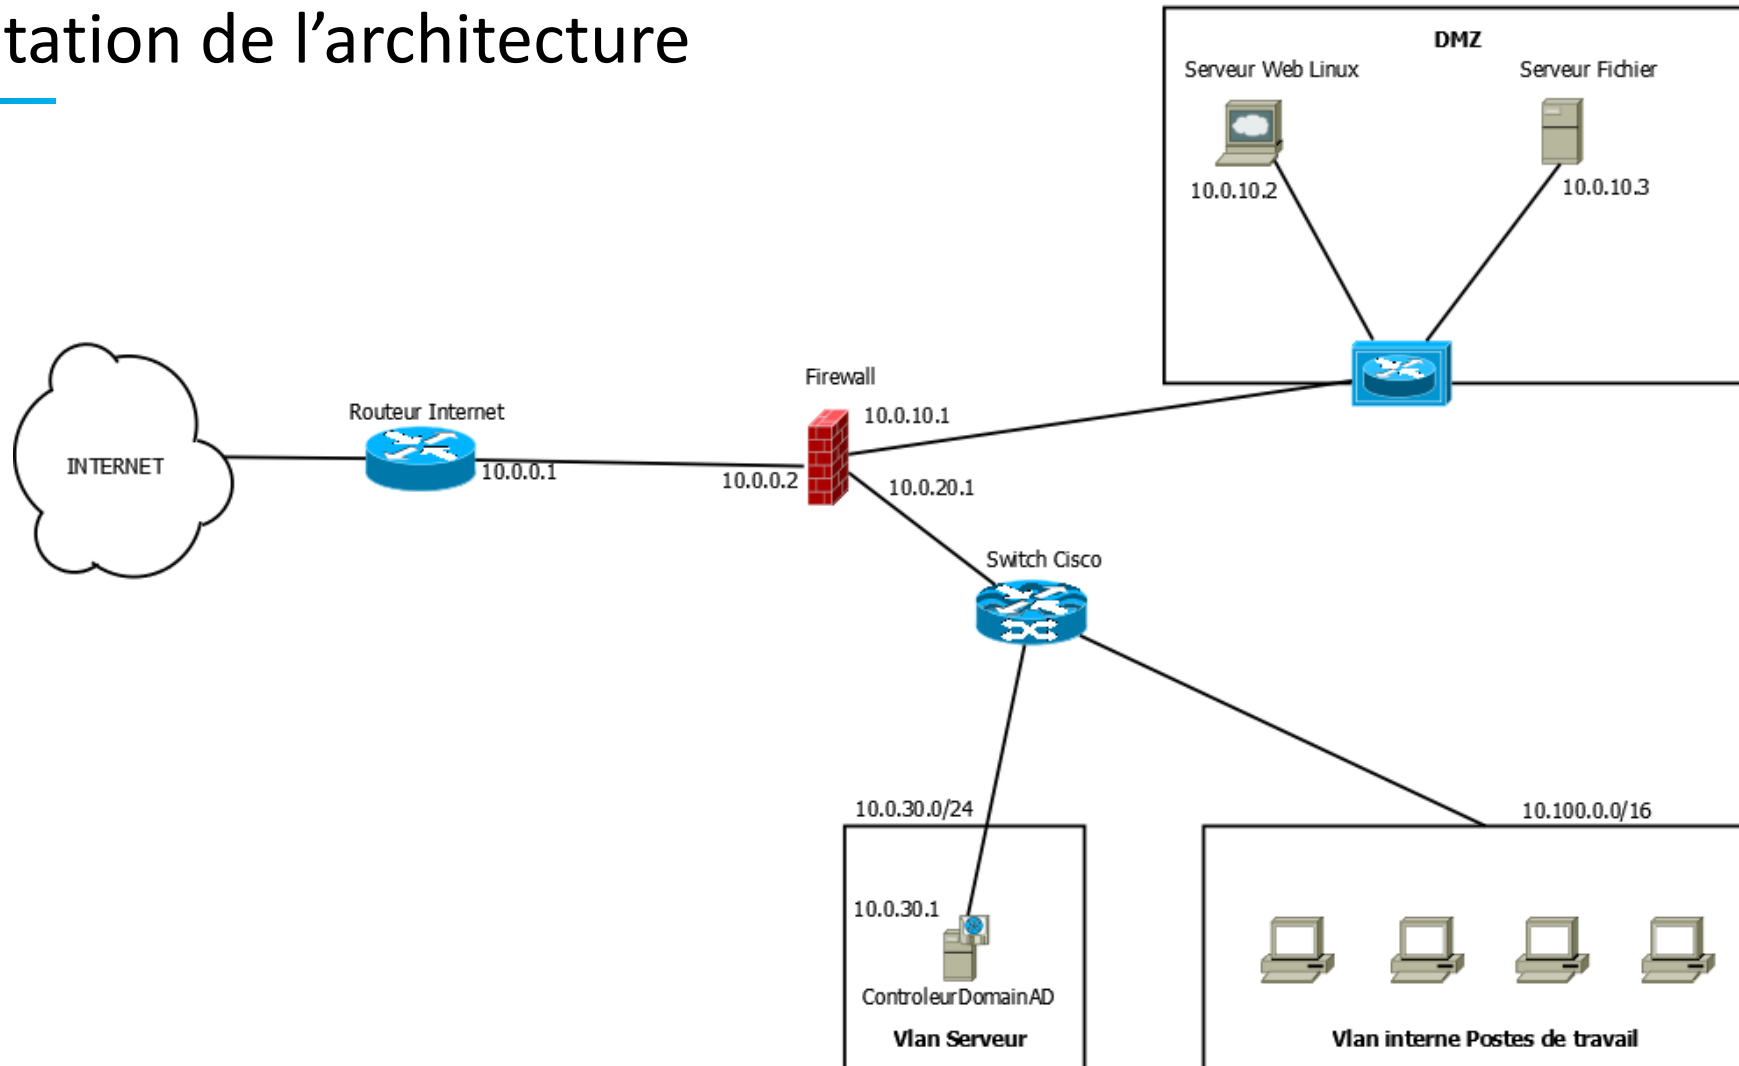 tation de l’architecture
DMZ
Serveur Web Linux
Serveur Fichier
10.0.10.2
10.0.10.3
Firewall
Routeur Internet
10.0.10.1
INTERNET
10.0.0.1
10.0.0.2
10.0.20.1
Switch Cisco
10.0.30.0/24
10.100.0.0/16
10.0.30.1
ControleurDomainAD
Vlan Serveur
Vlan interne Postes de travail